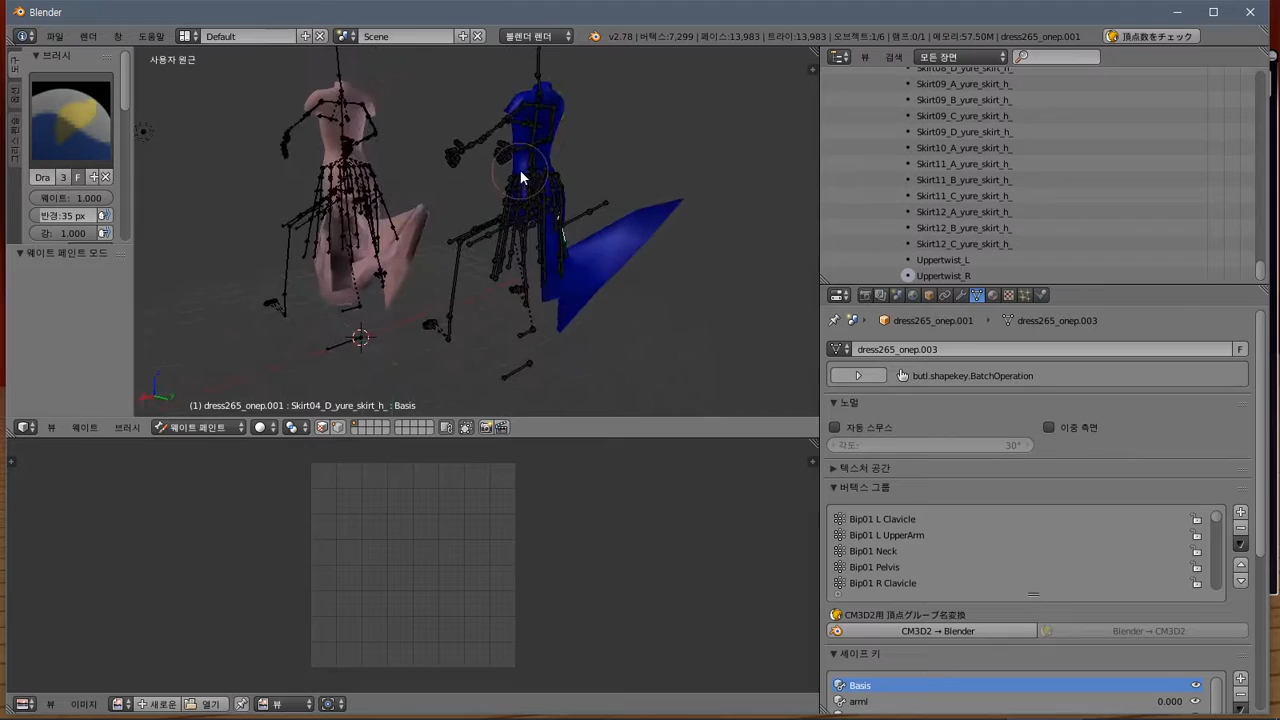 Blender
파일
렌더
창
도움말
Default
Scene
블렌더 렌더
v2.78 | 버텍스:7,299 | 페이스:13,983 | 트라이:13,983 | 오브젝트:1/6 | 램프:0/1 | 메모리:57.50M | dress265_onep.001
頂点数をチェック
브러시
Dra
3
F
웨이트: 1.000
반경:35 px
강: 1.000
웨이트 페인트 모드
사용자 원근
(1) dress265_onep.001 : Skirt04_D_yure_skirt_h_ : Basis
뷰
웨이트
브러시
웨이트 페인트
뷰
이미지
새로운
열기
뷰
뷰
검색
모든 장면
Skirt08_D_yure_skirt_h_
Skirt09_A_yure_skirt_h_
Skirt09_B_yure_skirt_h_
Skirt09_C_yure_skirt_h_
Skirt09_D_yure_skirt_h_
Skirt10_A_yure_skirt_h_
Skirt11_A_yure_skirt_h_
Skirt11_B_yure_skirt_h_
Skirt11_C_yure_skirt_h_
Skirt12_A_yure_skirt_h_
Skirt12_B_yure_skirt_h_
Skirt12_C_yure_skirt_h_
Uppertwist_L
Uppertwist_R
dress265_onep.001
dress265_onep.003
dress265_onep.003
F
butl.shapekey.BatchOperation
노멀
자동 스무스
이중 측면
각도:
30°
텍스처 공간
버텍스 그룹
Bip01 L Clavicle
Bip01 L UpperArm
Bip01 Neck
Bip01 Pelvis
Bip01 R Clavicle
CM3D2用 頂点グループ名変換
CM3D2 → Blender
Blender → CM3D2
셰이프 키
Basis
arml
0.000